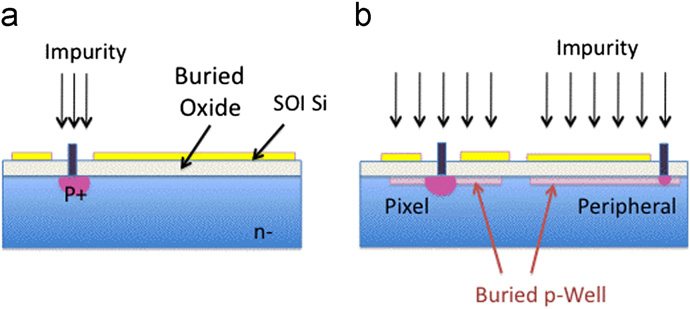 a
Impurity
Buried
Oxide
SOI Si
P+
n-
b
Impurity
Pixel
Peripheral
Buried p-Well